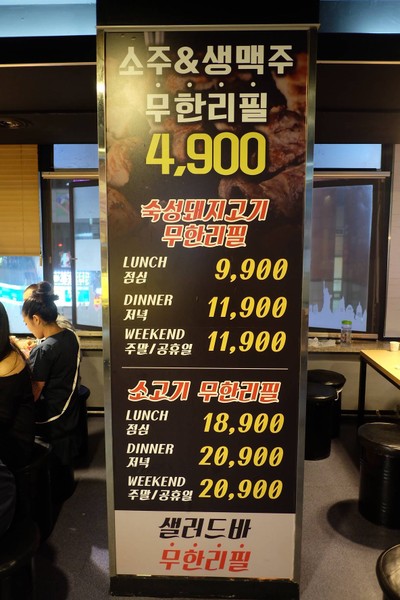 소주&생맥주
무한리필
4,900
숙성돼지고기
무한리필
LUNCH
점심 9,900
DINNER
저녁 11,900
WEEKEND
주말/공휴일 11,900
소고기 무한리필
LUNCH
점심 18,900
DINNER
저녁 20,900
WEEKEND
주말/공휴일 20,900
샐러드바
무한리필